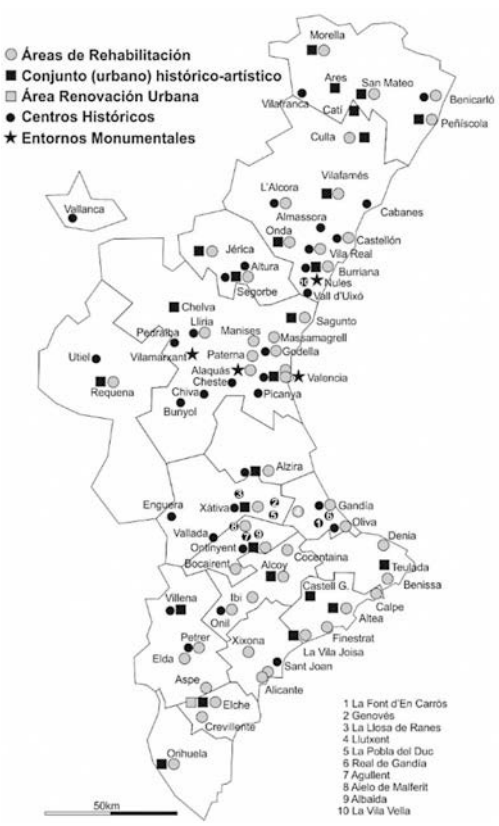 Áreas de Rehabilitación
Conjunto (urbano) histórico-artístico
Área Renovación Urbana
Centros Históricos
Entornos Monumentales
Morella
Ares
San Mateo
Vilafranca
Catí
Benicarló
Peñíscola
Culla
Vilafamés
L'Alcora
Cabanes
Almassora
Vallanca
Onda
Castellón
Vila Real
Jérica
Altura
Burriana
10
Nules
Segorbe
Vall d'Uixó
Chelva
Sagunto
Lliria
Manises
Massamagrell
Pedralba
Utiel
Vilamarxant
Paterna
Godella
Alaquás
Valencia
Requena
Cheste
Chiva
Picanya
Bunyol
Alzira
3
2
Enguera
Xátiva
5
4
Gandía
6
1
Oliva
8
Vallada
7
9
Denia
Ontinyent
Cocentaina
Bocairent
Alcoy
Teulada
Benissa
Castell G.
Villena
Ibi
Calpe
Onil
Altea
Petrer
Xixona
Finestrat
Elda
La Vila Joisa
Sant Joan
Aspe
Alicante
Elche
Crevillente
Orihuela
1 La Font d'En Carròs
2 Genovés
3 La Llosa de Ranes
4 Llutxent
5 La Pobla del Duc
6 Real de Gandía
7 Agullent
8 Aielo de Malferit
9 Albaida
10 La Vila Vella
50km